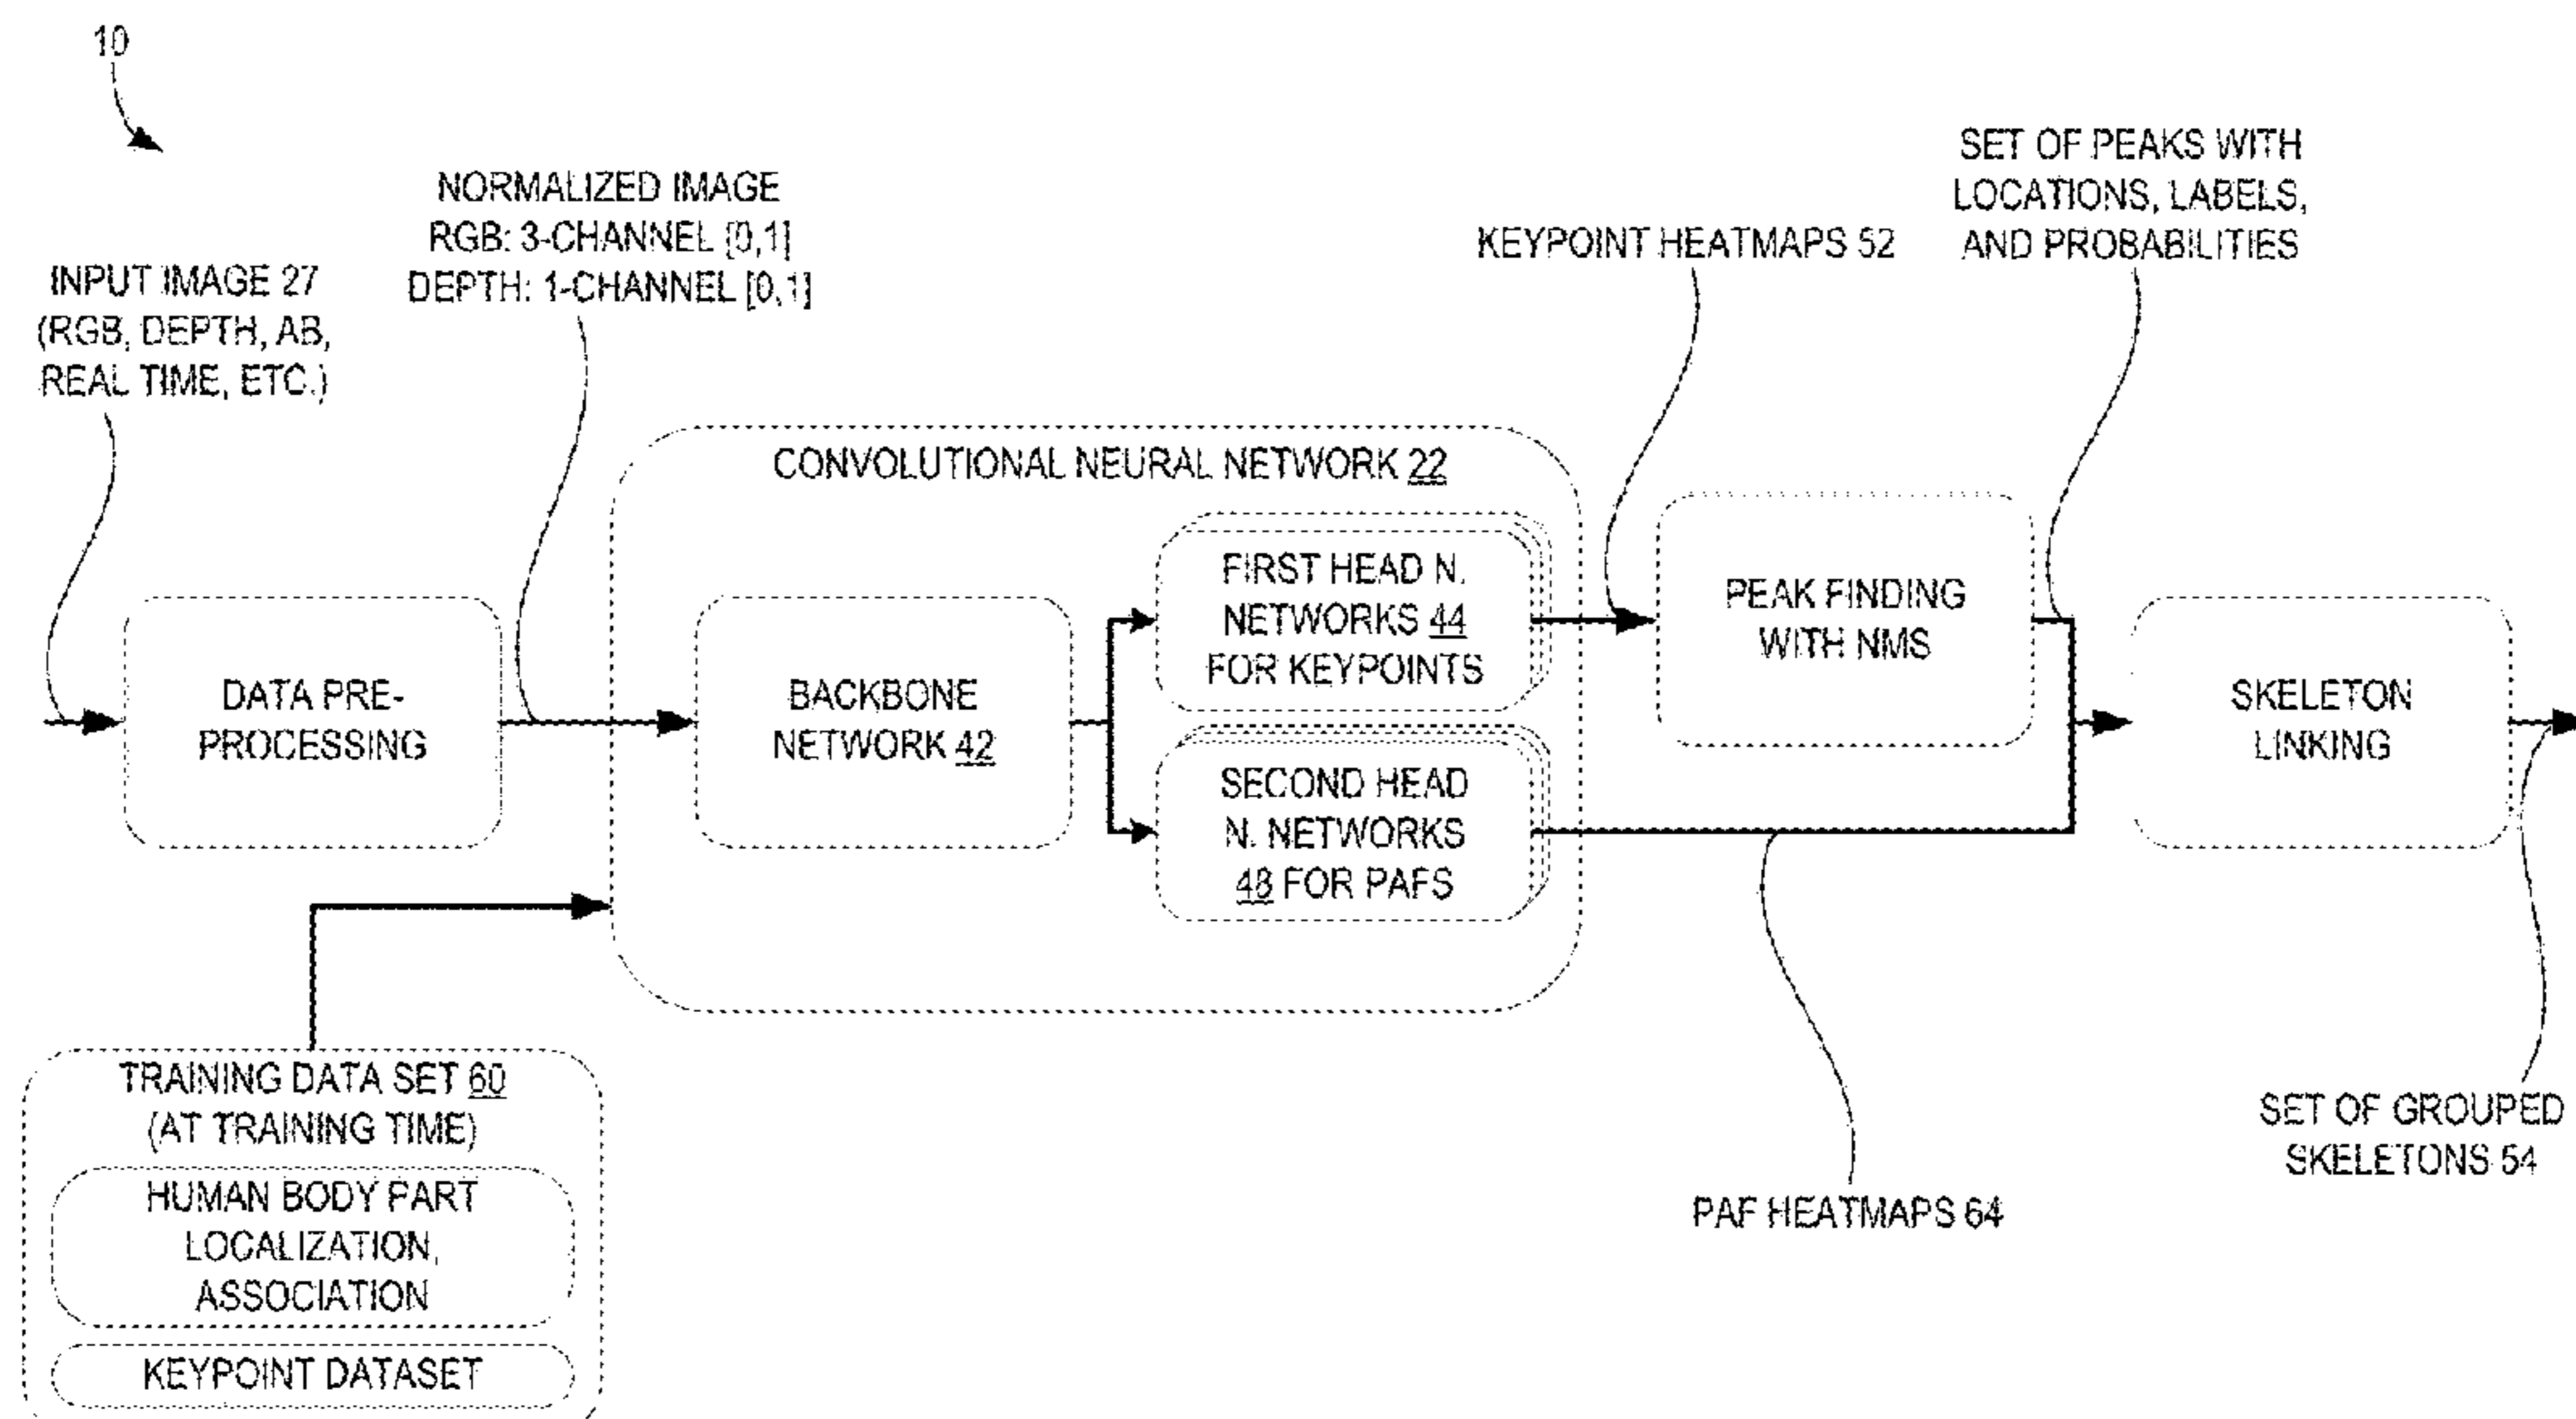 10
INPUT IMAGE 27
(RGB, DEPTH, AB,
REAL TIME, ETC.)
NORMALIZED IMAGE
RGB: 3-CHANNEL [0,1]
DEPTH: 1-CHANNEL [0,1]
KEYPOINT HEATMAPS 52
SET OF PEAKS WITH
LOCATIONS, LABELS,
AND PROBABILITIES
CONVOLUTIONAL NEURAL NETWORK 22
DATA PRE-
PROCESSING
BACKBONE
NETWORK 42
FIRST HEAD N.
NETWORKS 44
FOR KEYPOINTS
SECOND HEAD
N. NETWORKS
48 FOR PAFS
PEAK FINDING
WITH NMS
SKELETON
LINKING
TRAINING DATA SET 60
(AT TRAINING TIME)
HUMAN BODY PART
LOCALIZATION,
ASSOCIATION
KEYPOINT DATASET
PAF HEATMAPS 64
SET OF GROUPED
SKELETONS 54